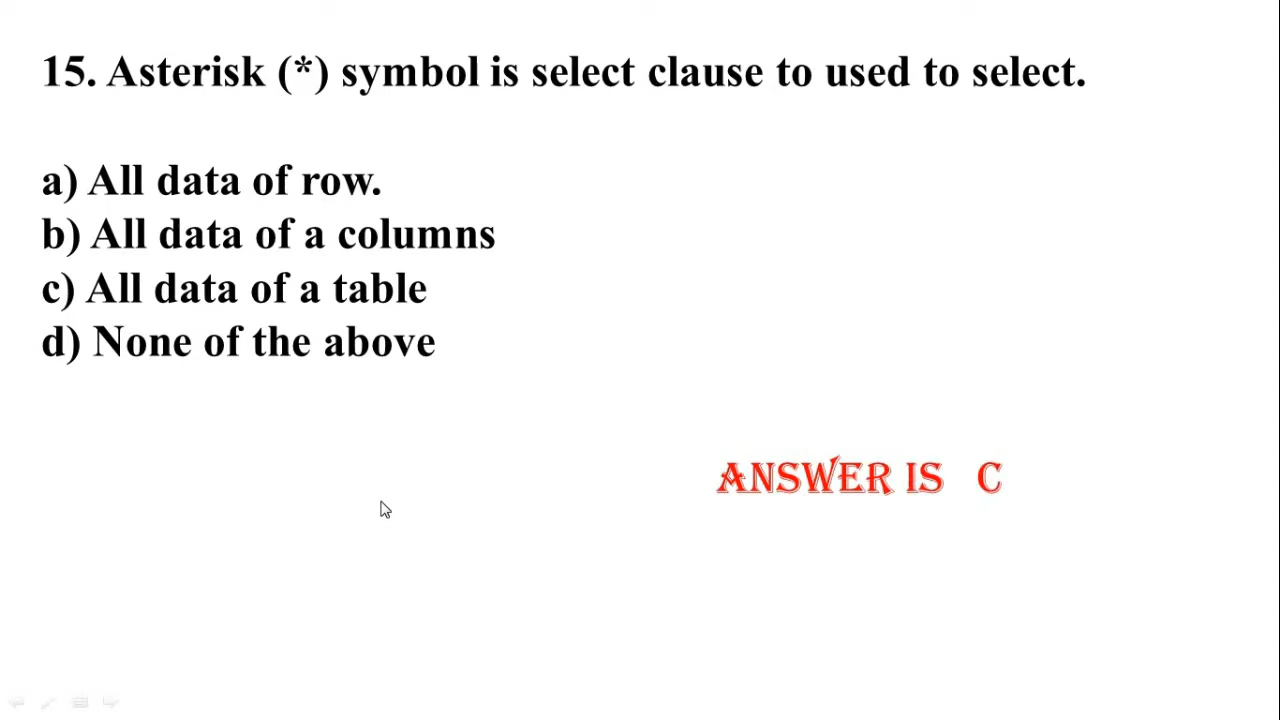 15. Asterisk (*) symbol is select clause to used to select.
a) All data of row.
b) All data of a columns
c) All data of a table
d) None of the above
ANSWER IS C